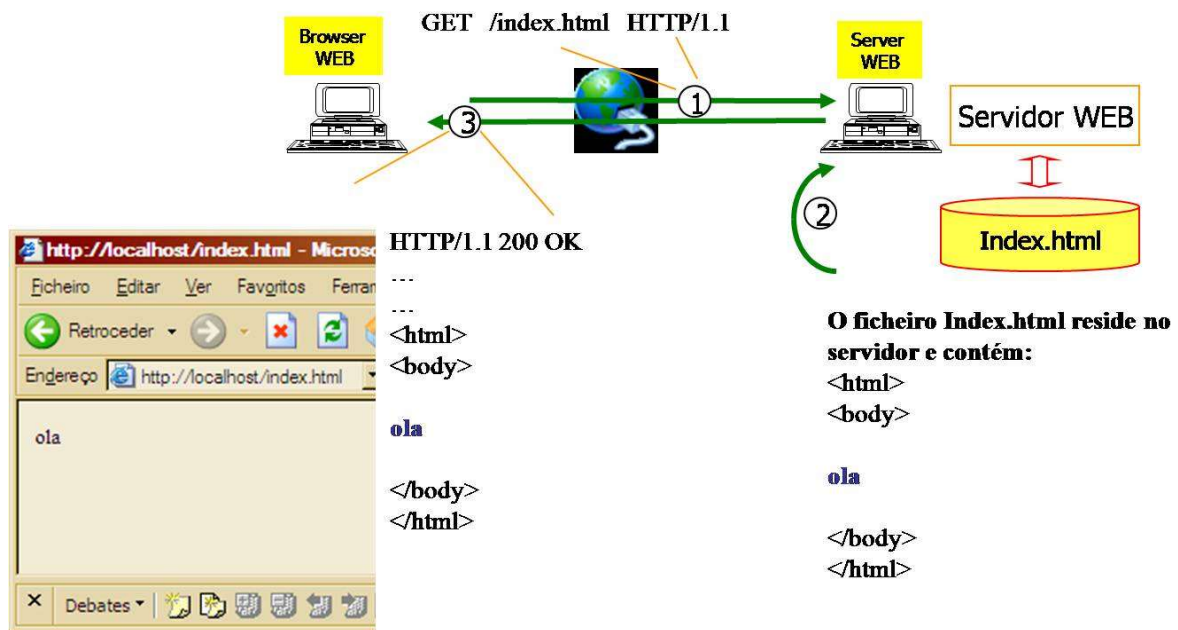 GET /index.html HTTP/1.1
Browser
WEB
Server
WEB
1
3
Servidor WEB
2
Index.html
http://localhost/index.html - Micros
Ficheiro Editar Ver Favoritos Ferra
Retroceder
Endereço http://localhost/index.html
ola
Debates
HTTP/1.1 200 OK
...
...
<html>
<body>
ola
</body>
</html>
O ficheiro Index.html reside no
servidor e contém:
<html>
<body>
ola
</body>
</html>